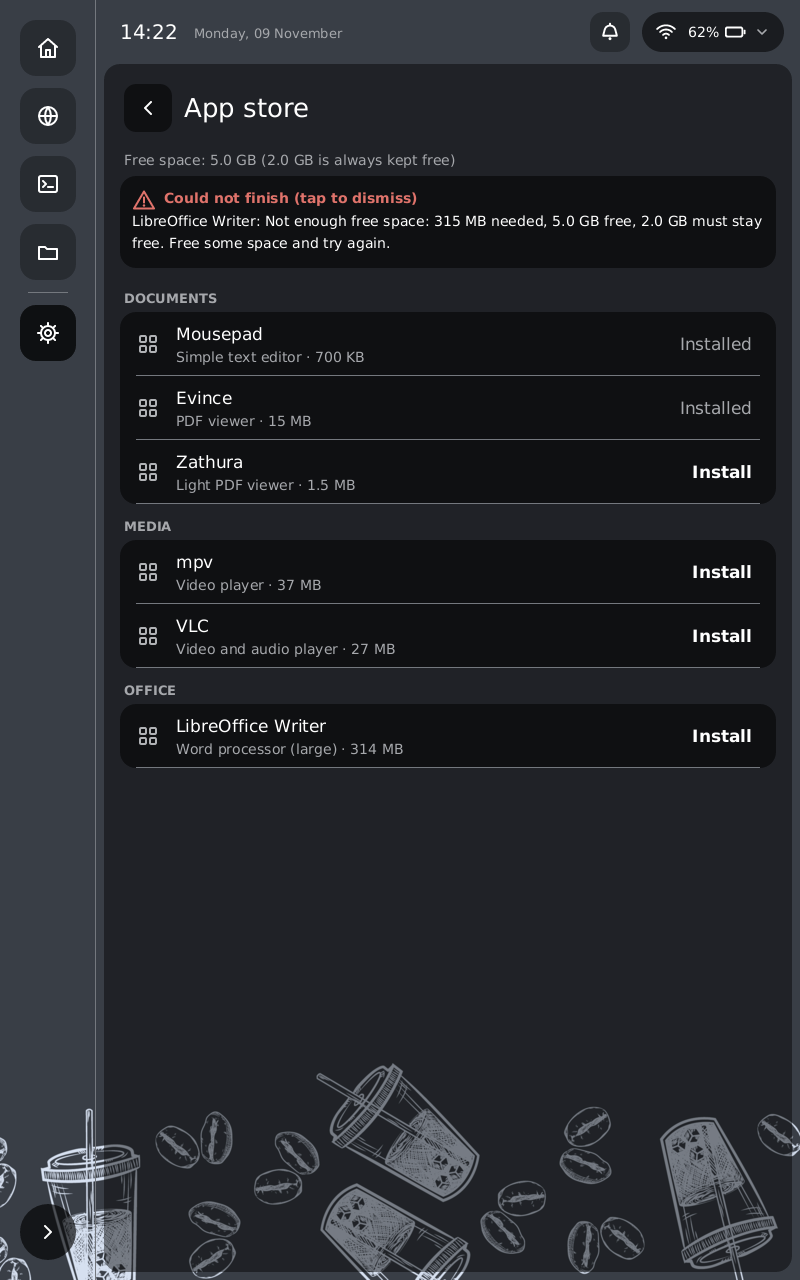 14:22 Monday, 09 November
62%
App store
Free space: 5.0 GB (2.0 GB is always kept free)
Could not finish (tap to dismiss)
LibreOffice Writer: Not enough free space: 315 MB needed, 5.0 GB free, 2.0 GB must stay
free. Free some space and try again.
DOCUMENTS
Mousepad
Simple text editor · 700 KB
Installed
Evince
PDF viewer · 15 MB
Installed
Zathura
Light PDF viewer · 1.5 MB
Install
MEDIA
mpv
Video player · 37 MB
Install
VLC
Video and audio player · 27 MB
Install
OFFICE
LibreOffice Writer
Word processor (large) · 314 MB
Install